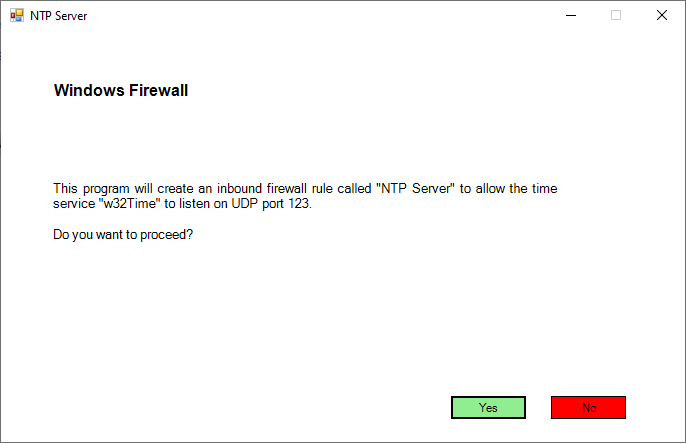 NTP Server
Windows Firewall
This program will create an inbound firewall rule called "NTP Server" to allow the time
service "w32Time" to listen on UDP port 123.
Do you want to proceed?
Yes
No